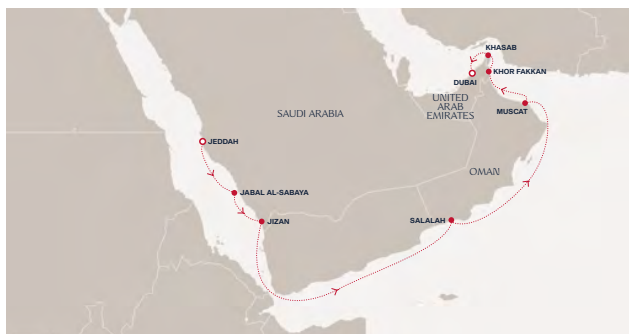 KHASAB
KHOR FAKKAN
DUBAI
UNITED
ARAB
EMIRATES
MUSCAT
SAUDI ARABIA
JEDDAH
OMAN
JABAL AL-SABAYA
JIZAN
SALALAH